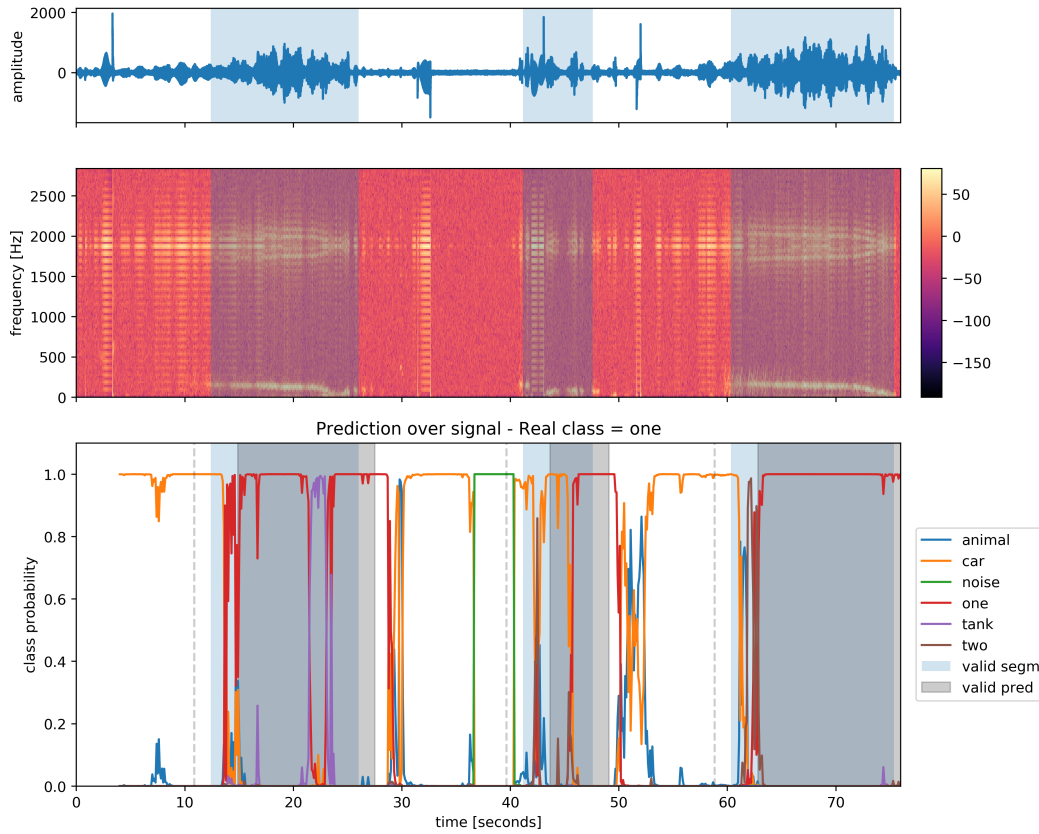 2000
0
amplitude
2500
2000
1500
1000
500
0
frequency [Hz]
50
0
−50
−100
−150
Prediction over signal - Real class = one
1.0
0.8
0.6
0.4
0.2
0.0
class probability
0 10 20 30 40 50 60 70
time [seconds]
animal
car
noise
one
tank
two
valid segm
valid pred